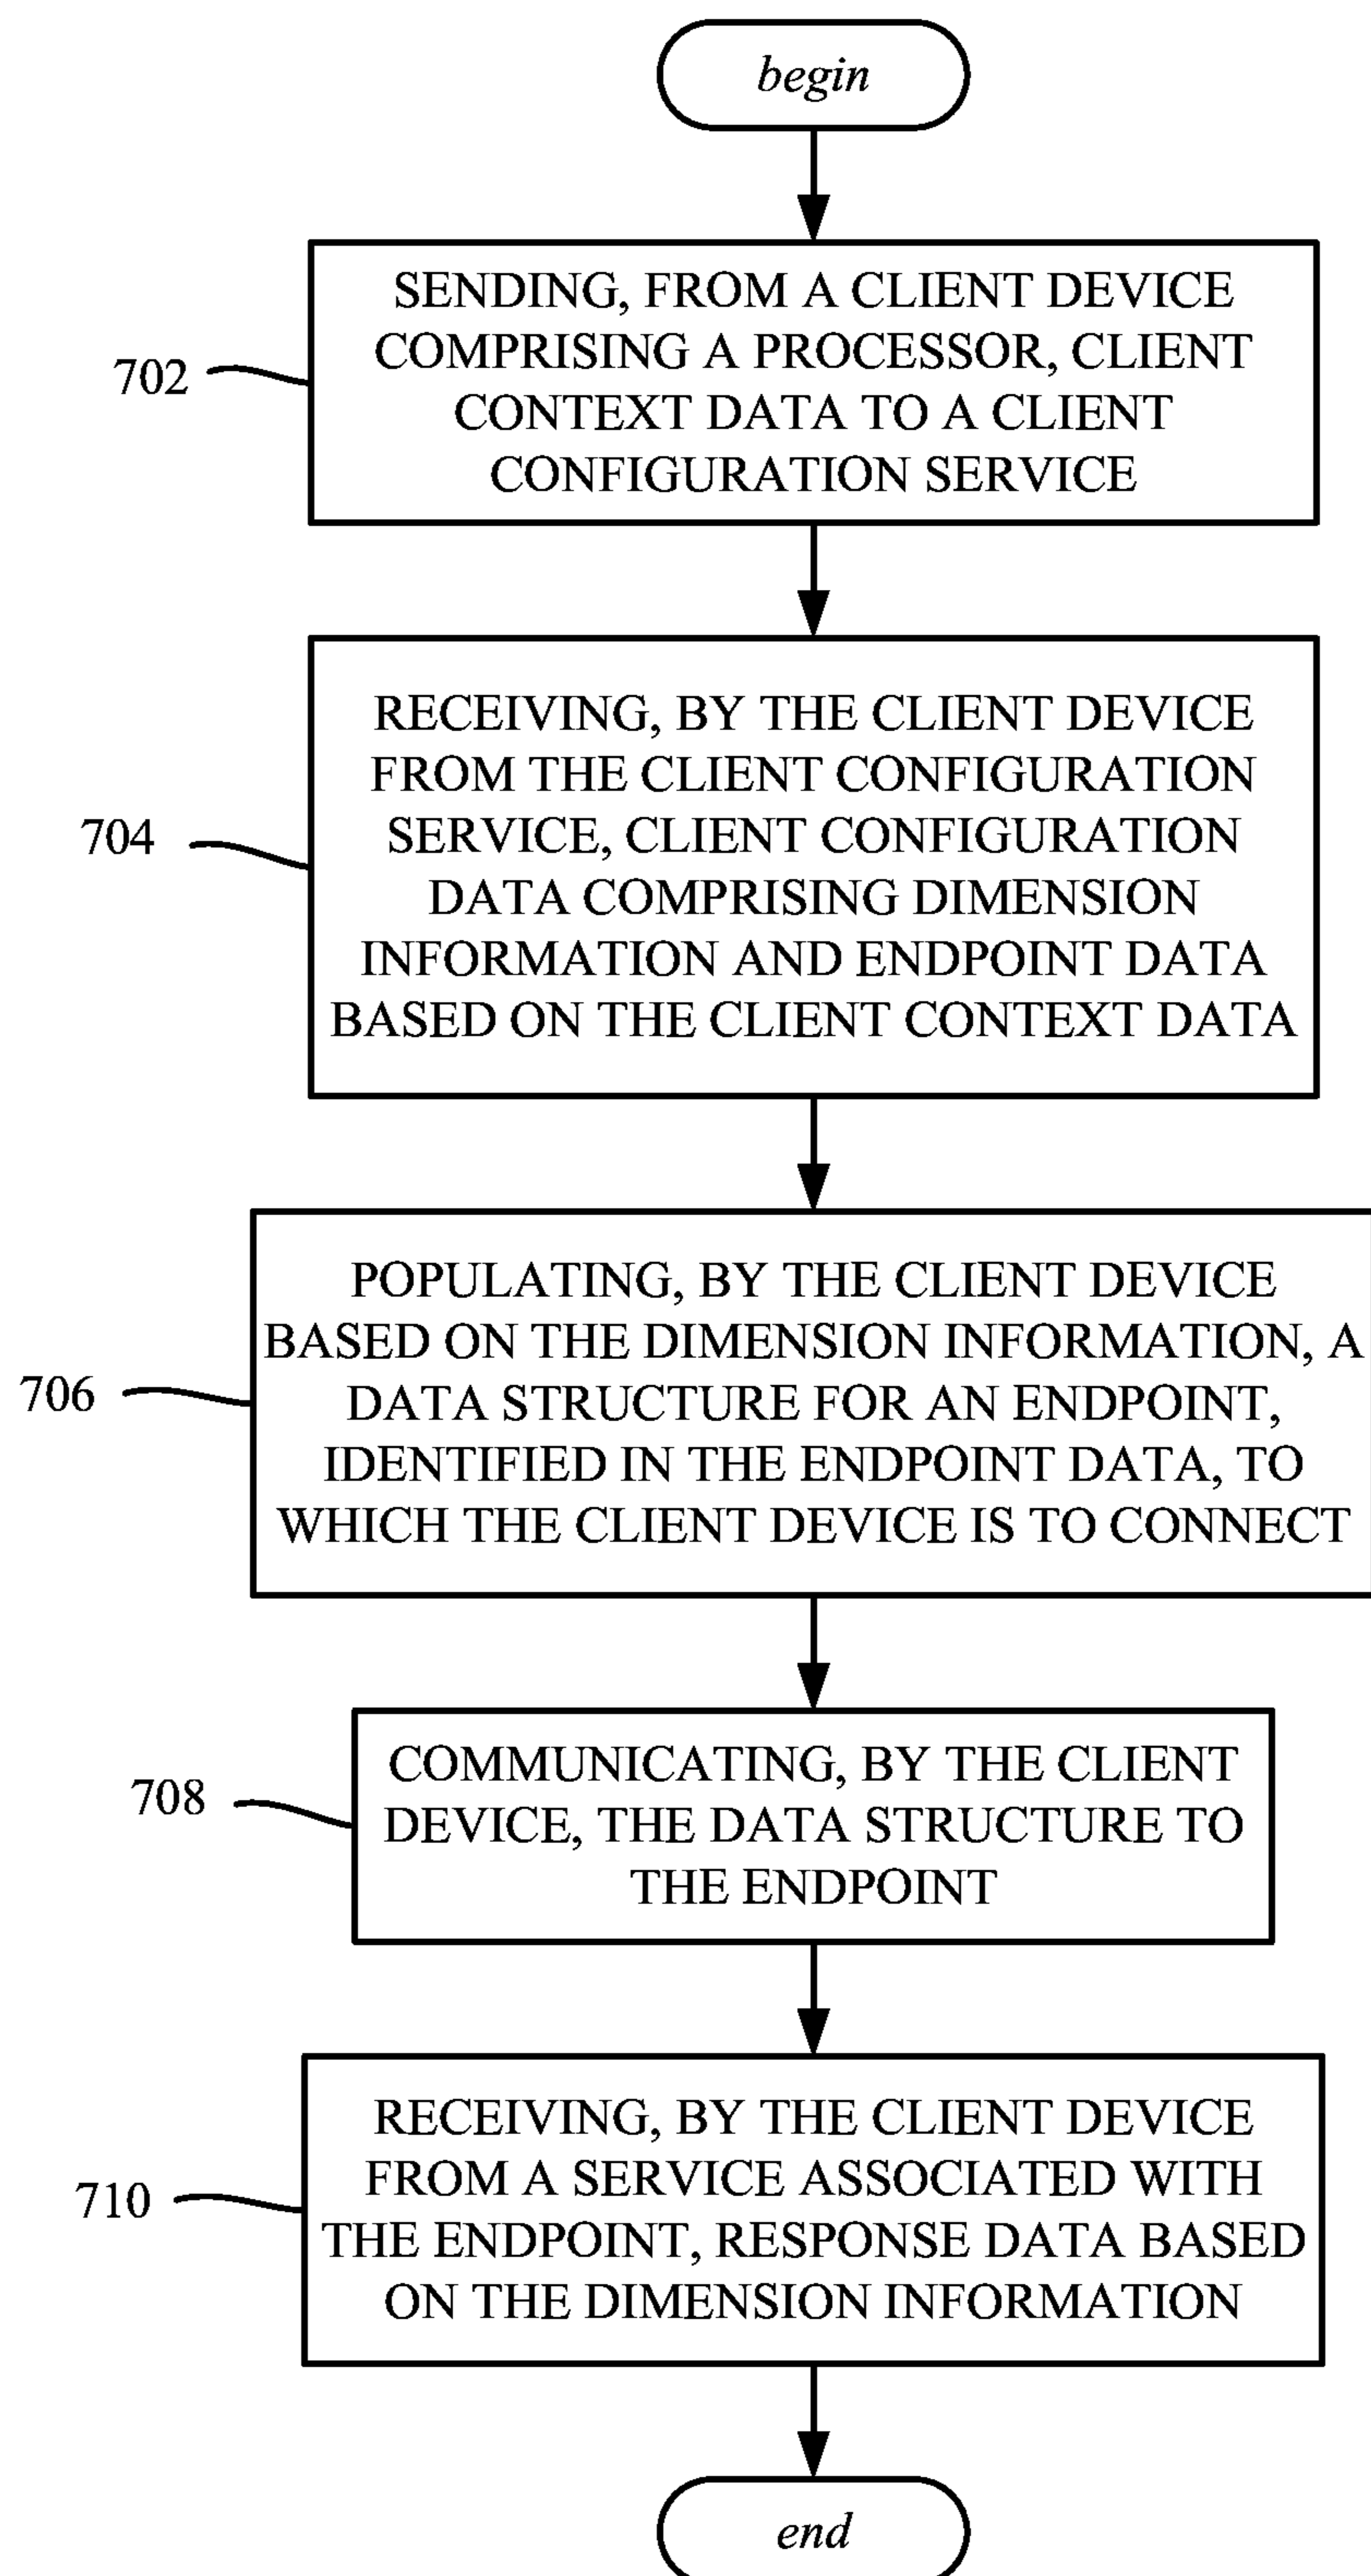 begin
702
SENDING, FROM A CLIENT DEVICE
COMPRISING A PROCESSOR, CLIENT
CONTEXT DATA TO A CLIENT
CONFIGURATION SERVICE
704
RECEIVING, BY THE CLIENT DEVICE
FROM THE CLIENT CONFIGURATION
SERVICE, CLIENT CONFIGURATION
DATA COMPRISING DIMENSION
INFORMATION AND ENDPOINT DATA
BASED ON THE CLIENT CONTEXT DATA
706
POPULATING, BY THE CLIENT DEVICE
BASED ON THE DIMENSION INFORMATION, A
DATA STRUCTURE FOR AN ENDPOINT,
IDENTIFIED IN THE ENDPOINT DATA, TO
WHICH THE CLIENT DEVICE IS TO CONNECT
708
COMMUNICATING, BY THE CLIENT
DEVICE, THE DATA STRUCTURE TO
THE ENDPOINT
710
RECEIVING, BY THE CLIENT DEVICE
FROM A SERVICE ASSOCIATED WITH
THE ENDPOINT, RESPONSE DATA BASED
ON THE DIMENSION INFORMATION
end